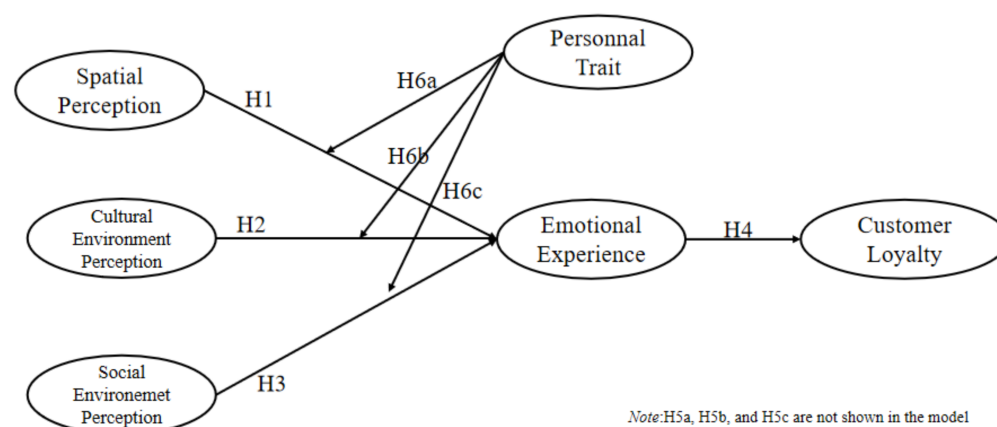 Personnal
Trait
Spatial
Perception
H1
H6a
H6b
H6c
Cultural
Environment
Perception
H2
Emotional
Experience
H4
Customer
Loyalty
Social
Environemet
Perception
H3
Note:H5a, H5b, and H5c are not shown in the model